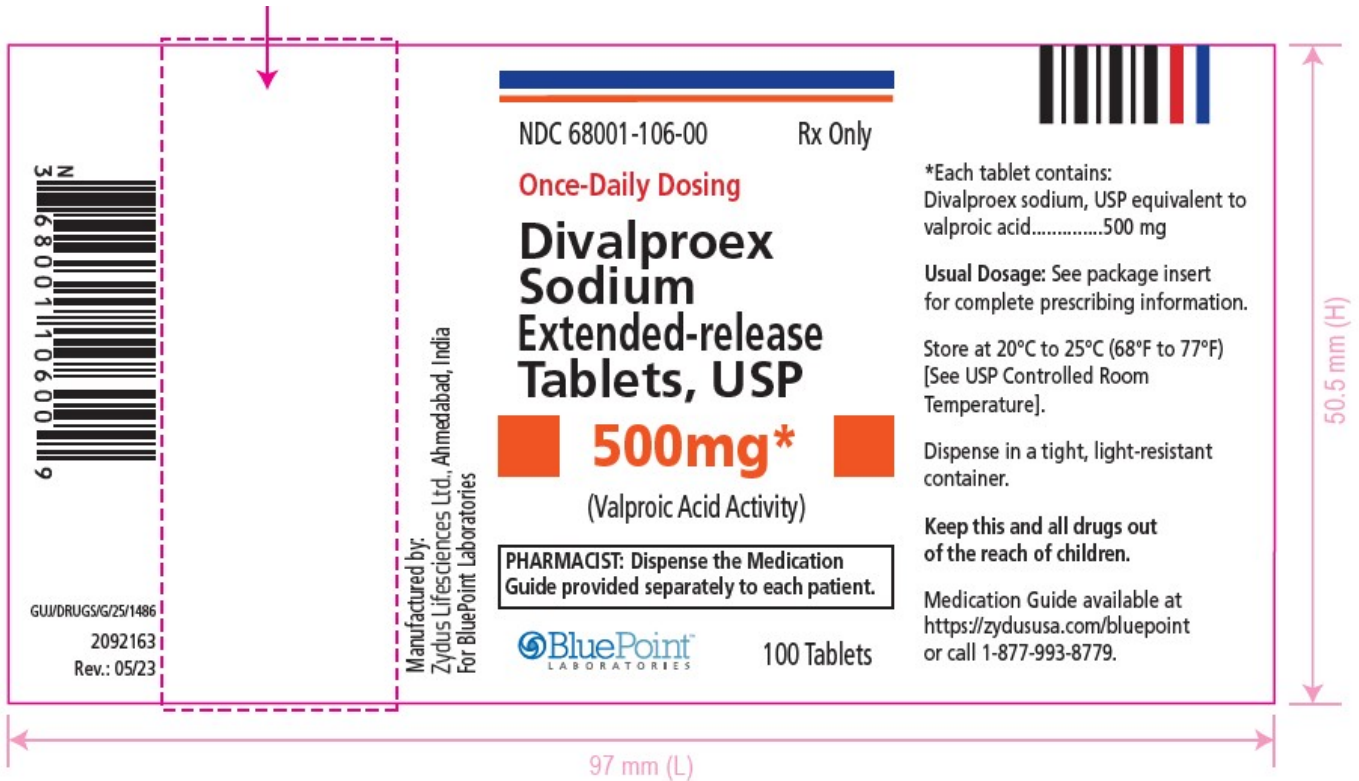 N
3 68001 10600 9
GUJ/DRUGS/G/25/1486
2092163
Rev.: 05/23
Manufactured by:
Zydus Lifesciences Ltd., Ahmedabad, India
For BluePoint Laboratories
NDC 68001-106-00 Rx Only
Once-Daily Dosing
Divalproex
Sodium
Extended-release
Tablets, USP
500mg*
(Valproic Acid Activity)
PHARMACIST: Dispense the Medication
Guide provided separately to each patient.
BluePoint™
LABORATORIES
100 Tablets
*Each tablet contains:
Divalproex sodium, USP equivalent to
valproic acid..............500 mg
Usual Dosage: See package insert
for complete prescribing information.
Store at 20°C to 25°C (68°F to 77°F)
[See USP Controlled Room
Temperature].
Dispense in a tight, light-resistant
container.
Keep this and all drugs out
of the reach of children.
Medication Guide available at
https://zydususa.com/bluepoint
or call 1-877-993-8779.
50.5 mm (H)
97 mm (L)